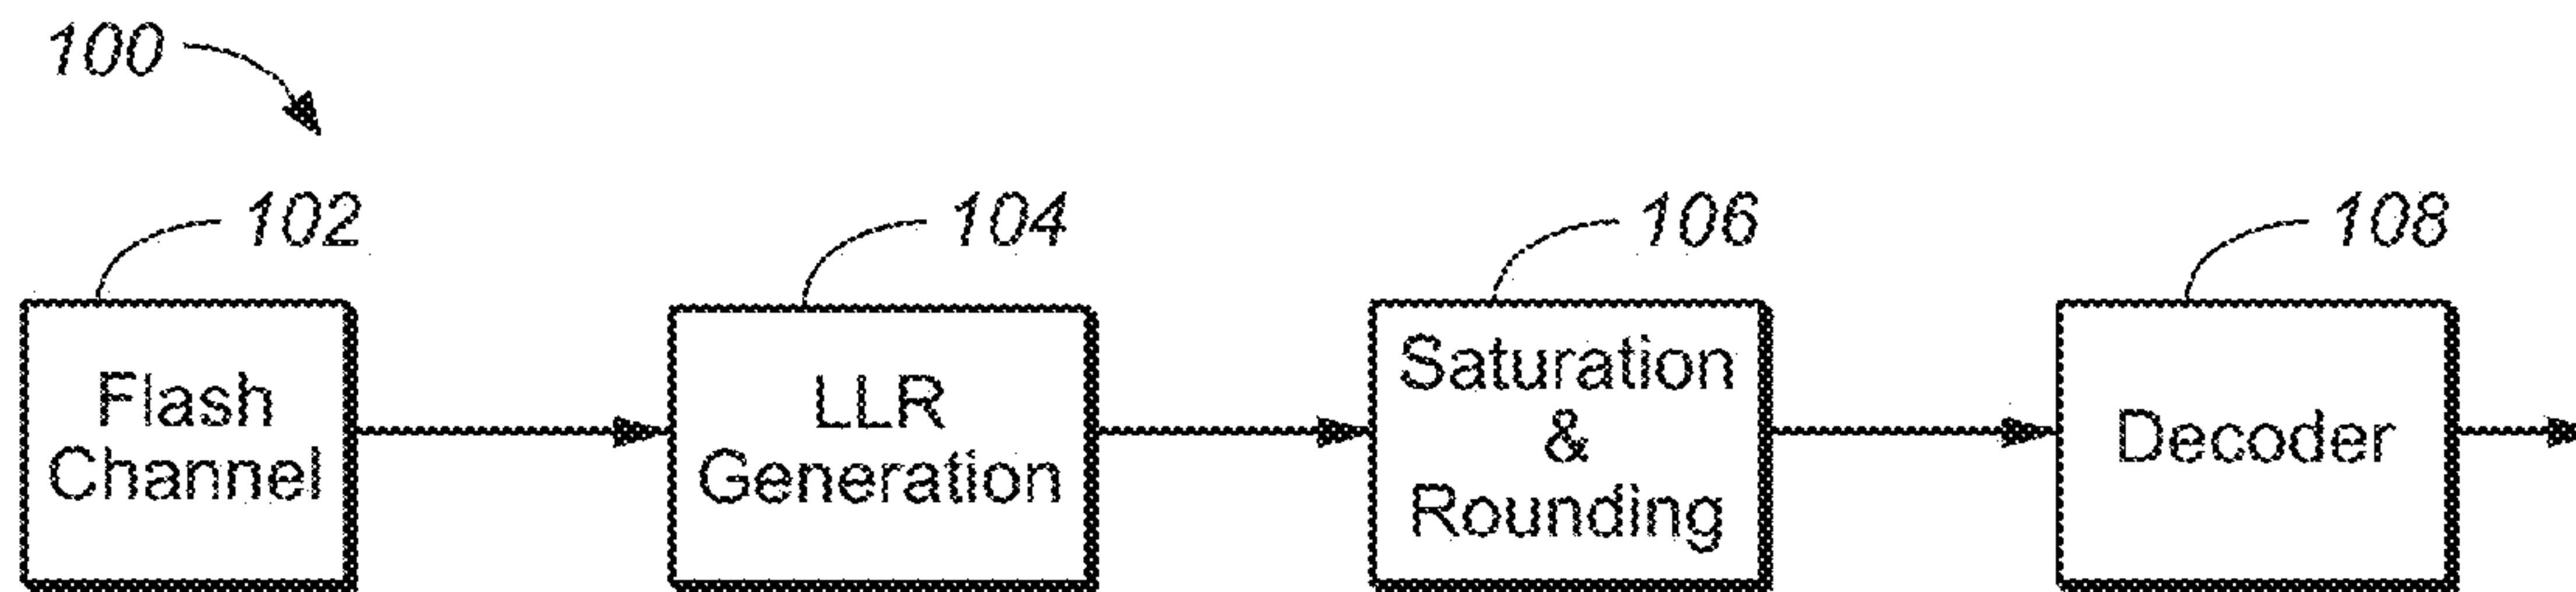 100
102
104
106
108
Flash
Channel
LLR
Generation
Saturation
&
Rounding
Decoder